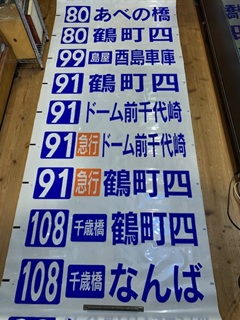 80 あべの橋
80 鶴町四
99 島屋 酉島車庫
91 鶴町四
91 ドーム前千代崎
91 急行 ドーム前千代崎
91 急行 鶴町四
108 千歳橋 鶴町四
108 千歳橋 なんば